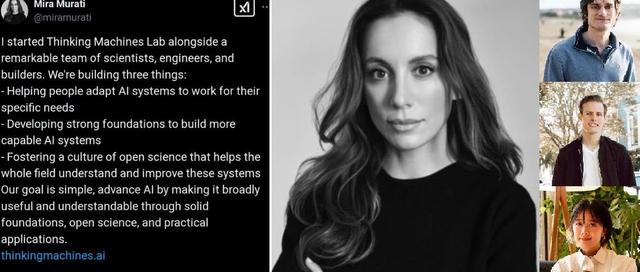 Mira Murati
@miramurati
I started Thinking Machines Lab alongside a
remarkable team of scientists, engineers, and
builders. We're building three things:
- Helping people adapt AI systems to work for their
specific needs
- Developing strong foundations to build more
capable AI systems
- Fostering a culture of open science that helps the
whole field understand and improve these systems
Our goal is simple, advance AI by making it broadly
useful and understandable through solid
foundations, open science, and practical
applications.
thinkingmachines.ai